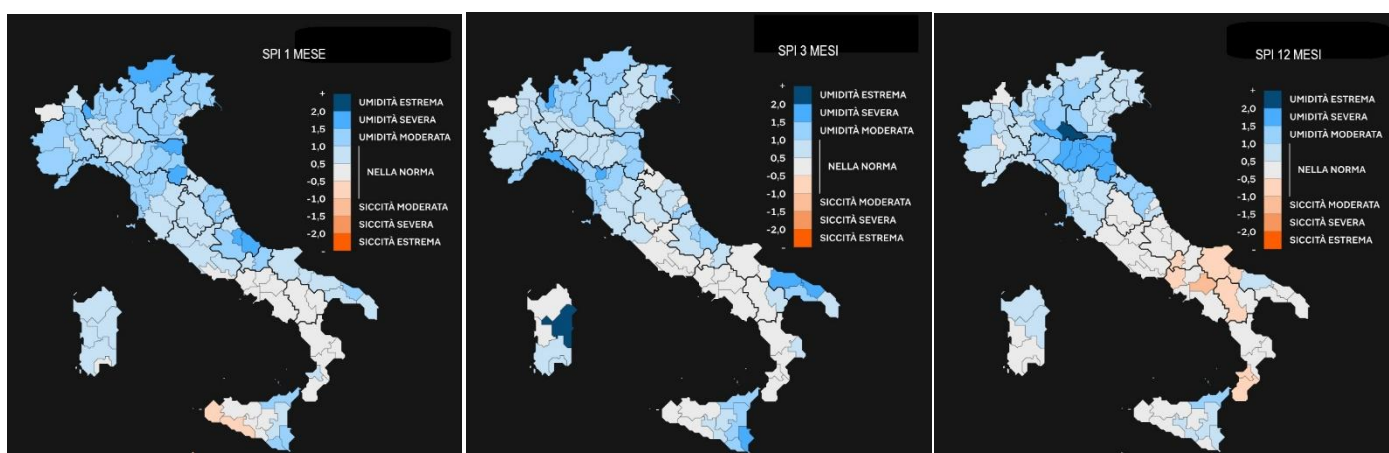 SPI 1 MESE
+
2.0
1.5
1.0
0.5
-0.5
-1.0
-1,5
-2,0
-
UMIDITÀ ESTREMA
UMIDITÀ SEVERA
UMIDITÀ MODERATA
NELLA NORMA
SICCITÀ MODERATA
SICCITÀ SEVERA
SICCITÀ ESTREMA
SPI 3 MESI
+
2,0
1,5
1,0
0,5
-0,5
-1,0
-1,5
-2,0
-
UMIDITÀ ESTREMA
UMIDITÀ SEVERA
UMIDITÀ MODERATA
NELLA NORMA
SICCITÀ MODERATA
SICCITÀ SEVERA
SICCITÀ ESTREMA
SPI 12 MESI
+
2,0
1,5
1,0
0,5
-0,5
-1,0
-1,5
-2,0
-
UMIDITÀ ESTREMA
UMIDITÀ SEVERA
UMIDITÀ MODERATA
NELLA NORMA
SICCITÀ MODERATA
SICCITÀ SEVERA
SICCITÀ ESTREMA